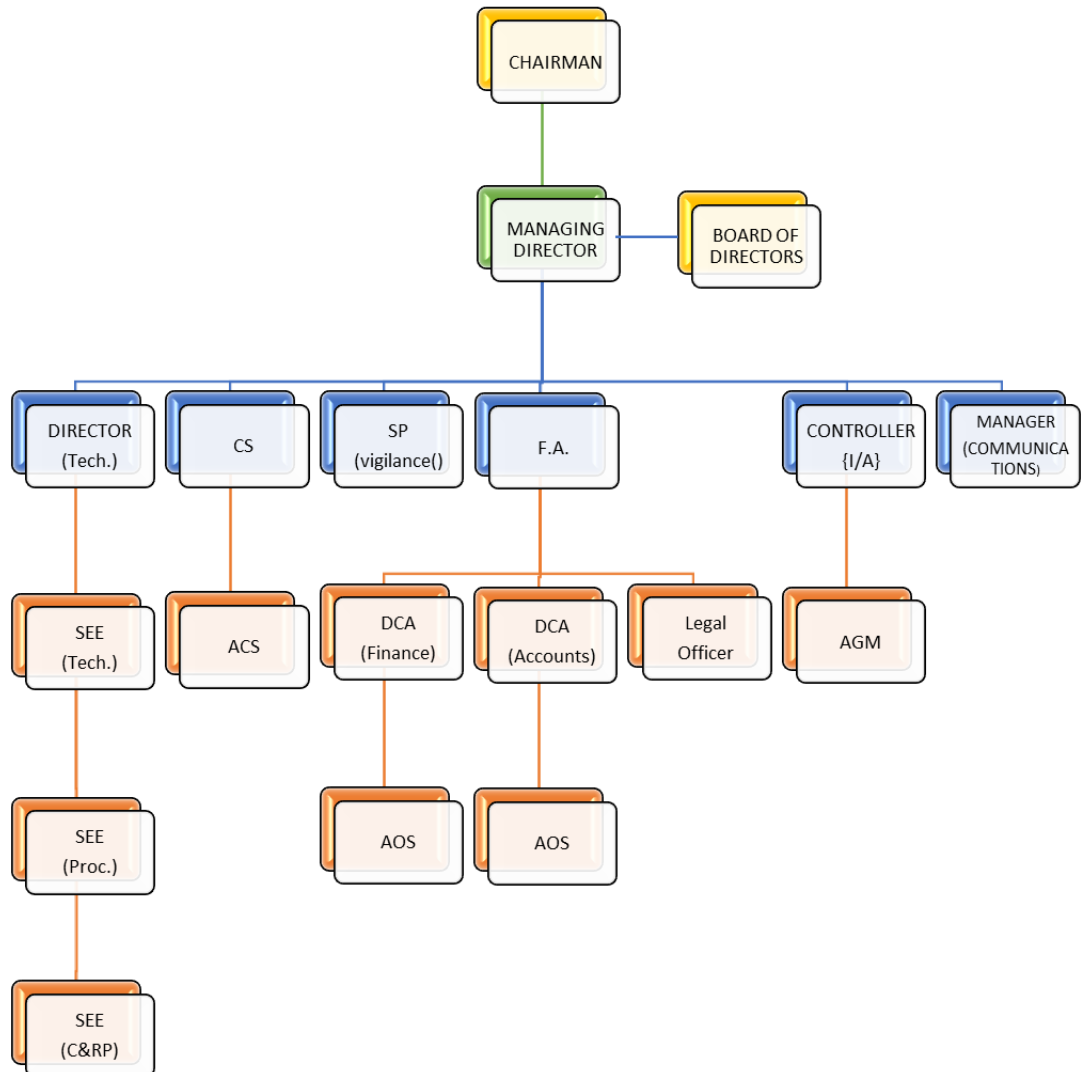 CHAIRMAN
MANAGING
DIRECTOR
BOARD OF
DIRECTORS
DIRECTOR
(Tech.)
CS
SP
(vigilance()
F.A.
CONTROLLER
{I/A}
MANAGER
(COMMUNICA
TIONS)
SEE
(Tech.)
ACS
DCA
(Finance)
DCA
(Accounts)
Legal
Officer
AGM
SEE
(Proc.)
AOS
AOS
SEE
(C&RP)